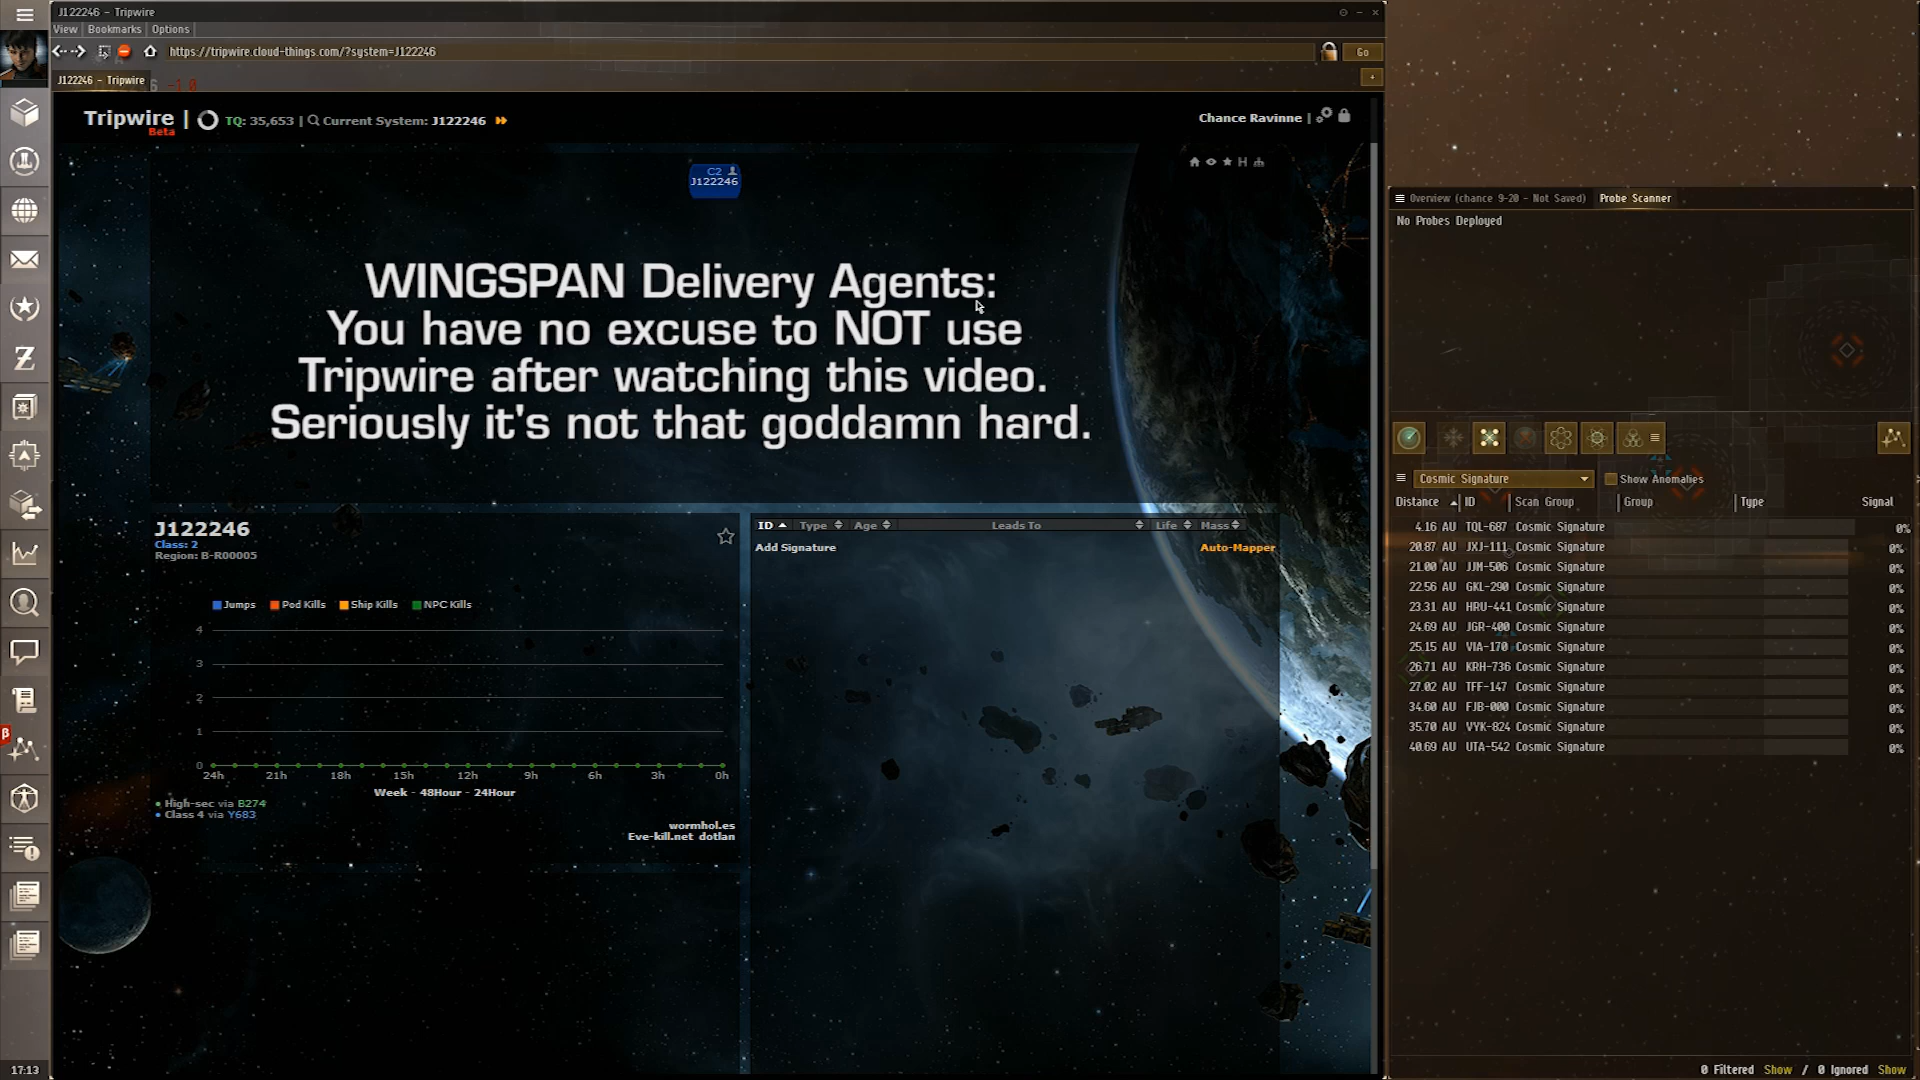 J122246 - Tripwire
View Bookmarks Options
https://tripwire.cloud-things.com/?system=J122246
Go
J122246 - Tripwire
-1.0
Tripwire | TQ: 35,653 | Current System: J122246
Beta
Chance Ravinne |
C2
J122246
H
WINGSPAN Delivery Agents:
You have no excuse to NOT use
Tripwire after watching this video.
Seriously it's not that goddamn hard.
J122246
Class: 2
Region: B-R00005
Jumps Pod Kills Ship Kills NPC Kills
4
3
2
1
0
24h 21h 18h 15h 12h 9h 6h 3h 0h
Week - 48Hour - 24Hour
High-sec via B274
Class 4 via Y683
wormhol.es
Eve-kill.net dotlan
ID Type Age Leads To Life Mass
Add Signature Auto-Mapper
Overview (chance 9-20 - Not Saved) Probe Scanner
No Probes Deployed
Cosmic Signature Show Anomalies
Distance ID Scan Group Group Type Signal
4.16 AU TQL-687 Cosmic Signature 0%
20.87 AU JXJ-111 Cosmic Signature 0%
21.00 AU JJM-506 Cosmic Signature 0%
22.56 AU GKL-290 Cosmic Signature 0%
23.31 AU HRU-441 Cosmic Signature 0%
24.69 AU JGR-400 Cosmic Signature 0%
25.15 AU VIA-170 Cosmic Signature 0%
26.71 AU KRH-736 Cosmic Signature 0%
27.02 AU TFF-147 Cosmic Signature 0%
34.60 AU FJB-000 Cosmic Signature 0%
35.70 AU VYK-824 Cosmic Signature 0%
40.69 AU UTA-542 Cosmic Signature 0%
0 Filtered Show / 0 Ignored Show
β
17:13